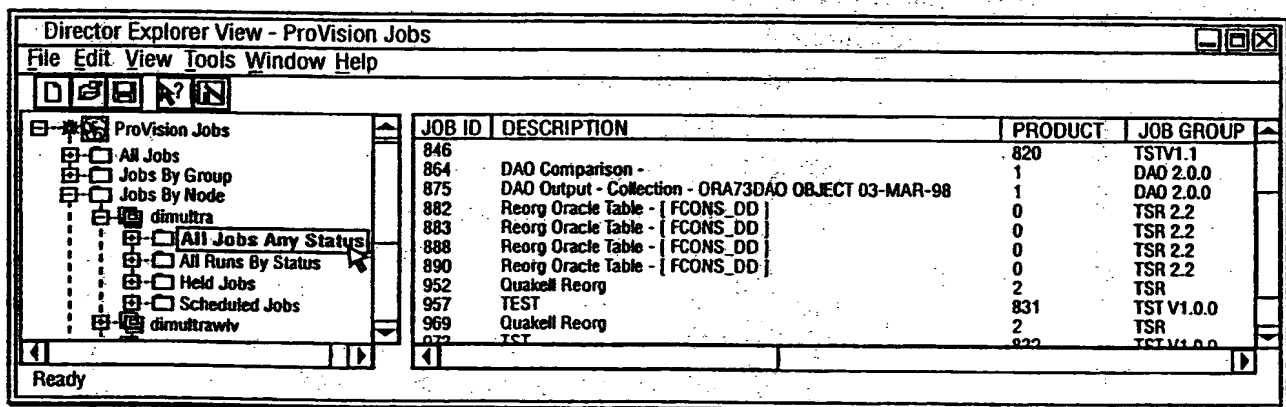 Director Explorer View - ProVision Jobs
File Edit View Tools Window Help
ProVision Jobs
All Jobs
Jobs By Group
Jobs By Node
dimultra
All Jobs Any Status
All Runs By Status
Held Jobs
Scheduled Jobs
dimultrawlv
JOB ID DESCRIPTION PRODUCT JOB GROUP
846 820 TSTV1.1
864 DAO Comparison - 1 DAO 2.0.0
875 DAO Output - Collection - ORA73DAO OBJECT 03-MAR-98 1 DAO 2.0.0
882 Reorg Oracle Table - [ FCONS_DD ] 0 TSR 2.2
883 Reorg Oracle Table - [ FCONS_DD ] 0 TSR 2.2
888 Reorg Oracle Table - [ FCONS_DD ] 0 TSR 2.2
890 Reorg Oracle Table - [ FCONS_DD ] 0 TSR 2.2
952 Quakell Reorg 2 TSR
957 TEST 831 TST V1.0.0
969 Quakell Reorg 2 TSR
TST TST V1.0.0
Ready